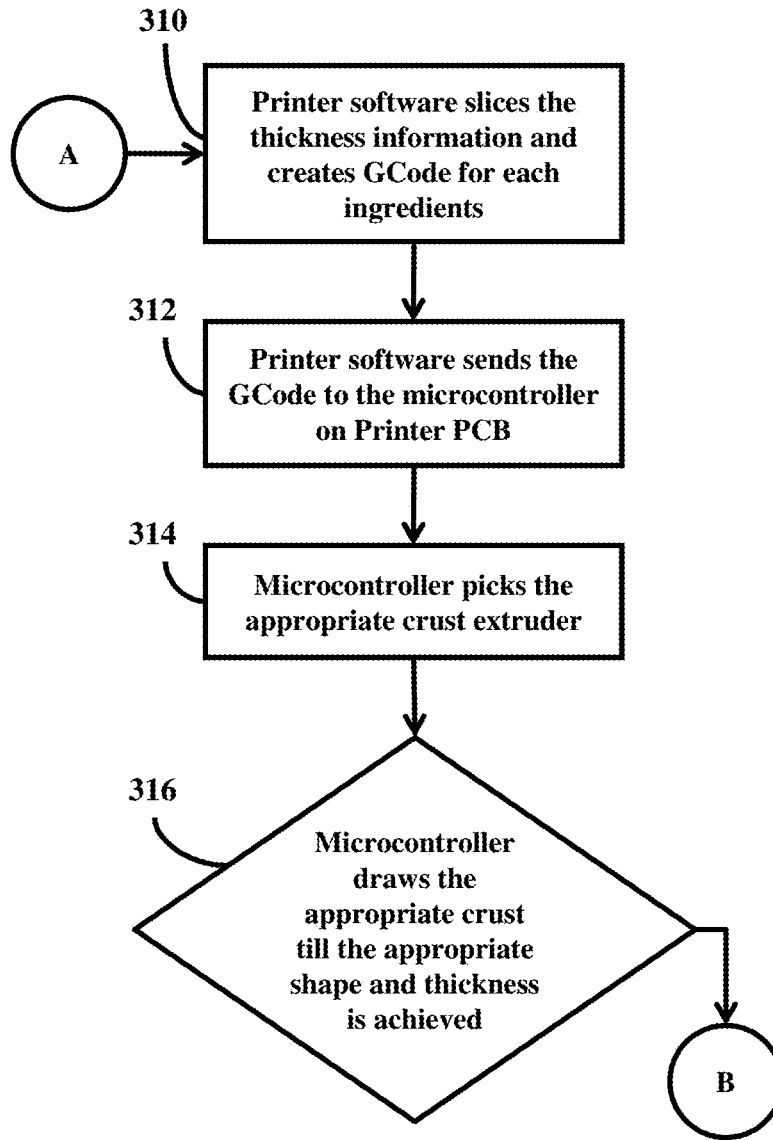 310
A
Printer software slices the
thickness information and
creates GCode for each
ingredients
312
Printer software sends the
GCode to the microcontroller
on Printer PCB
314
Microcontroller picks the
appropriate crust extruder
316
Microcontroller
draws the
appropriate crust
till the appropriate
shape and thickness
is achieved
B